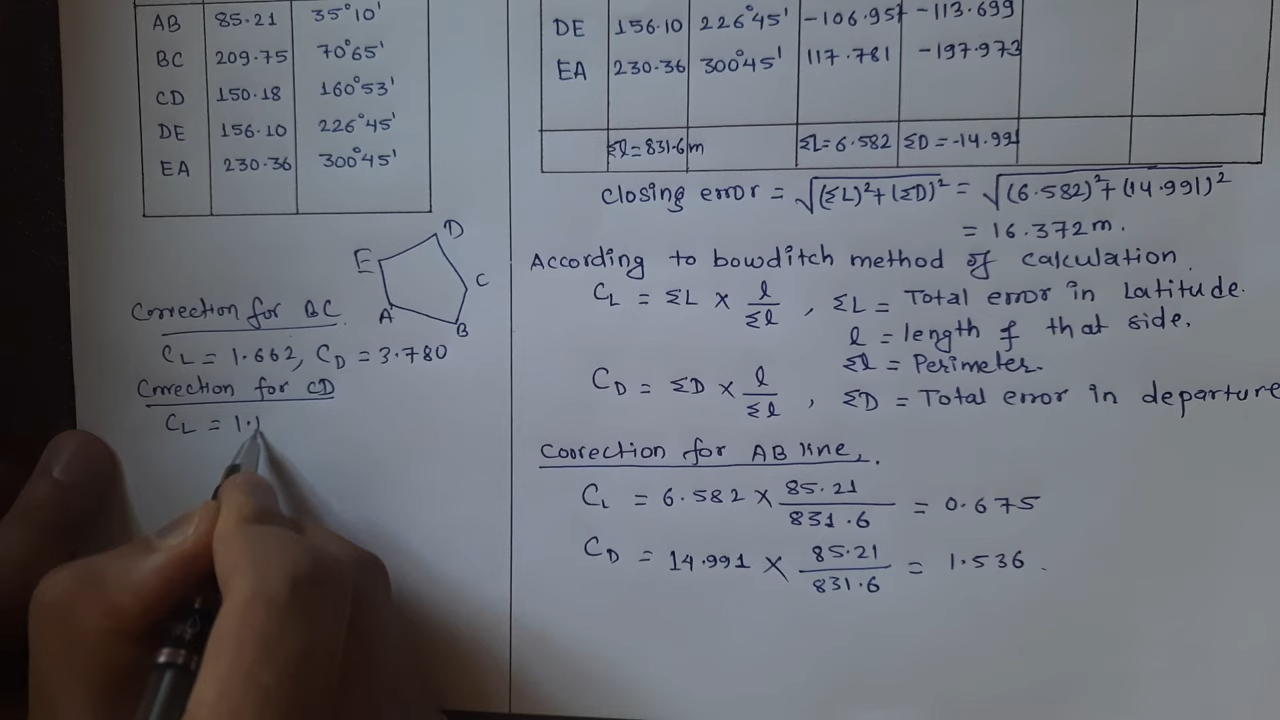 AB 85.21 35°10'
BC 209.75 70°65'
CD 150.18 160°53'
DE 156.10 226°45'
EA 230.36 300°45'
E D C A B
Correction for BC.
CL = 1.662, CD = 3.780
Correction for CD
CL = 1.1
DE 156.10 226°45' -106.957 -113.699
EA 230.36 300°45' 117.781 -197.973
Σl = 831.6m ΣL = 6.582 ΣD = -14.991
Closing error = √(ΣL)²+(ΣD)² = √(6.582)²+(14.991)²
= 16.372m.
According to bowditch method of calculation.
CL = ΣL × l/Σl , ΣL = Total error in Latitude.
l = length of that side.
Σl = Perimeter.
CD = ΣD × l/Σl , ΣD = Total error in departure
Correction for AB line,.
CL = 6.582 × 85.21/831.6 = 0.675
CD = 14.991 × 85.21/831.6 = 1.536.